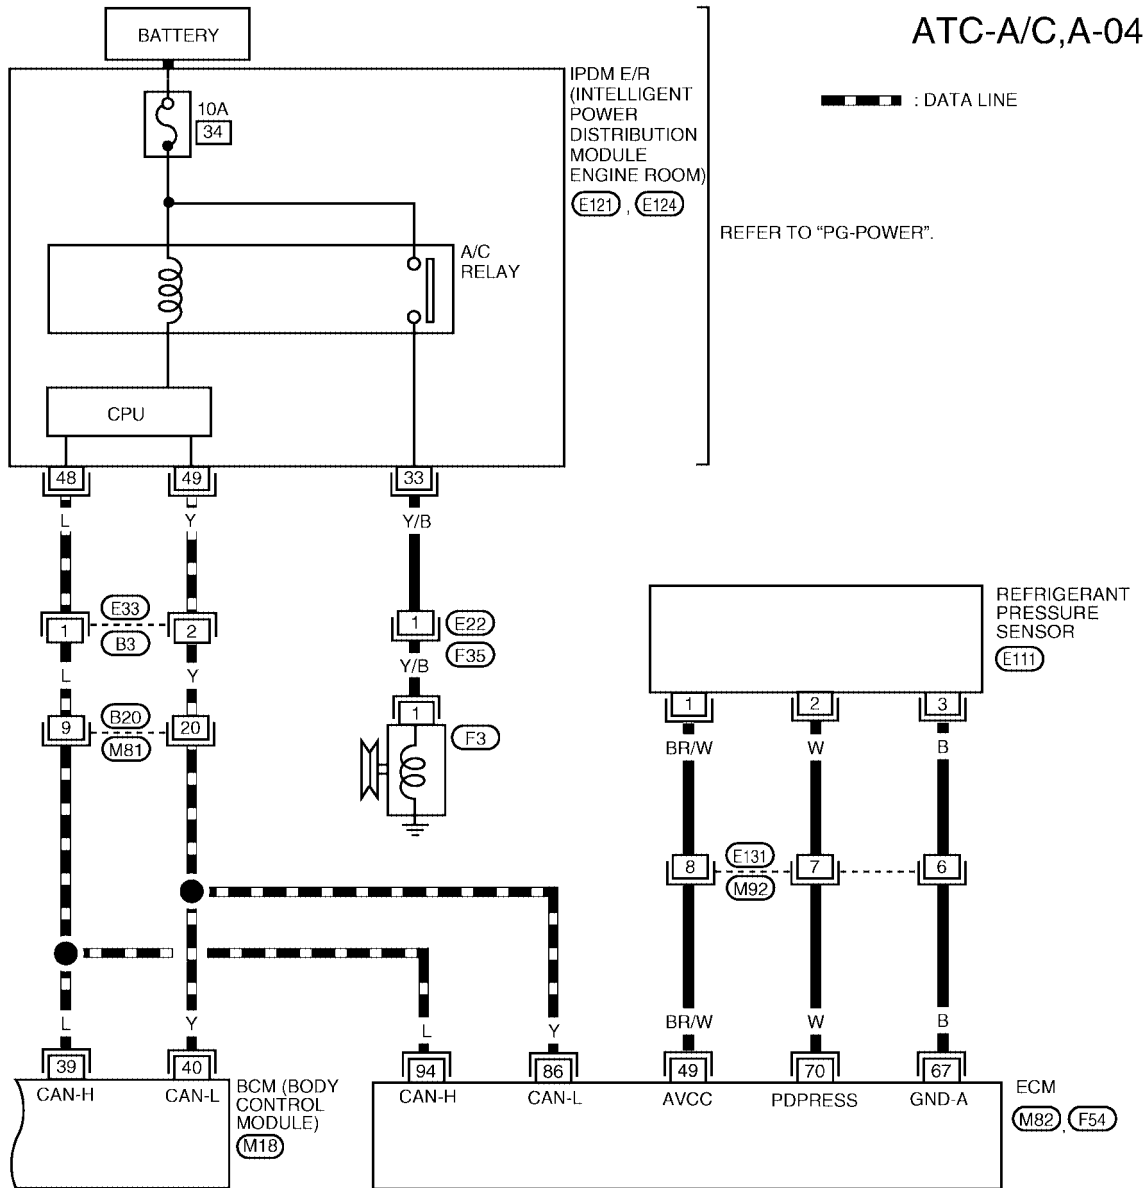 ATC-A/C,A-04
BATTERY
: DATA LINE
10A
34
IPDM E/R
(INTELLIGENT
POWER
DISTRIBUTION
MODULE
ENGINE ROOM)
E121 , E124
REFER TO “PG-POWER”.
A/C
RELAY
CPU
48 49 33
L Y Y/B
1 E33 B3 2
1 E22 F35
L Y Y/B
9 B20 M81 20
1 F3
REFRIGERANT
PRESSURE
SENSOR
E111
1 2 3
BR/W W B
8 E131 M92 7 6
L Y L Y BR/W W B
39 40 94 86 49 70 67
CAN-H CAN-L CAN-H CAN-L AVCC PDPRESS GND-A
BCM (BODY
CONTROL
MODULE)
M18
ECM
M82 , F54